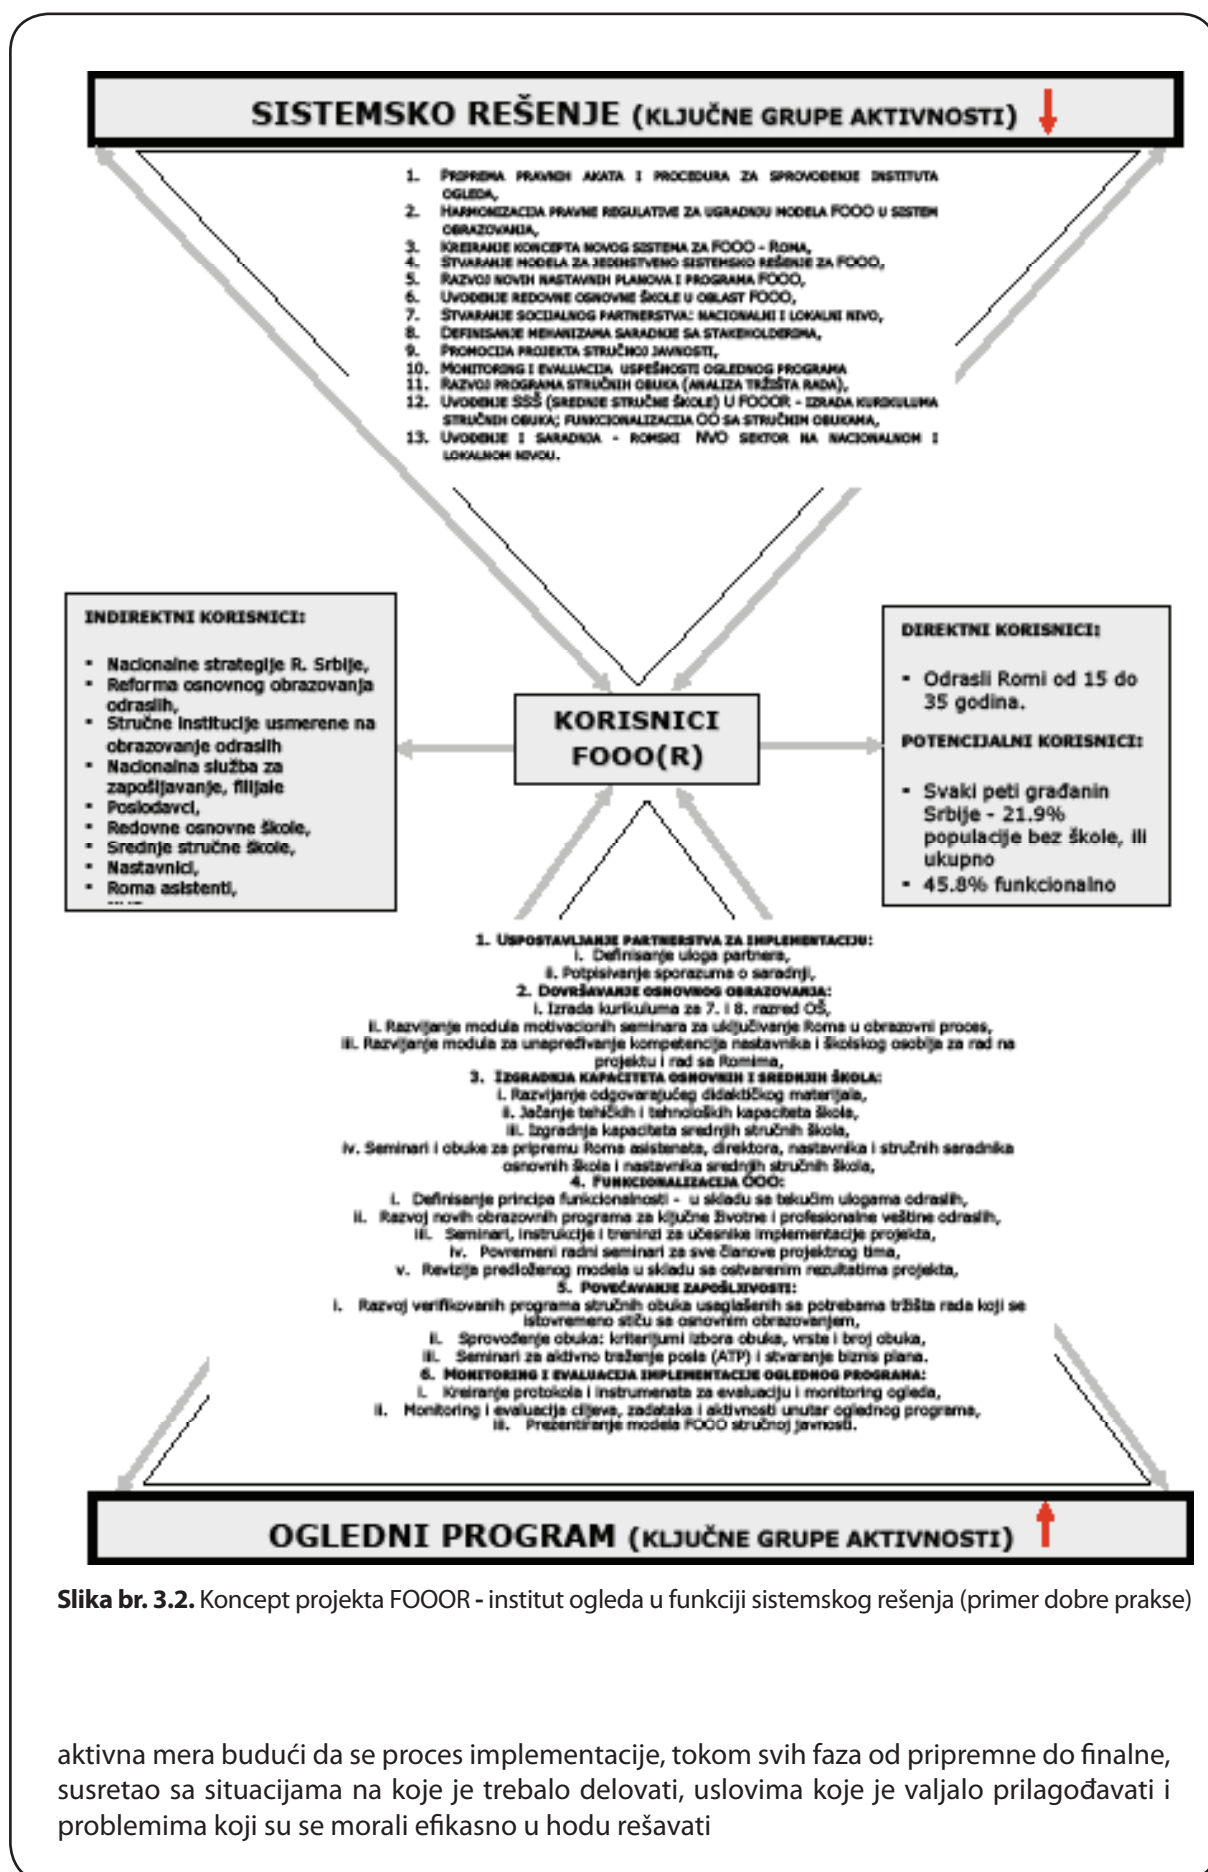 SISTEMSKO REŠENJE (KLJUČNE GRUPE AKTIVNOSTI)
1. PRIPREMA PRAVNIH AKATA I PROCEDURA ZA SPROVOĐENJE INSTITUTA
OGLEDA,
2. HARMONIZACIJA PRAVNE REGULATIVE ZA UGRADNJU MODELA FOOO U SISTEM
OBRAZOVANJA,
3. KREIRANJE KONCEPTA NOVOG SISTEMA ZA FOOO - ROMA,
4. STVARANJE MODELA ZA JEDINSTVENO SISTEMSKO REŠENJE ZA FOOO,
5. RAZVOJ NOVIH NASTAVNIH PLANOVA I PROGRAMA FOOO,
6. UVOĐENJE REDOVNE OSNOVNE ŠKOLE U OBLAST FOOO,
7. STVARANJE SOCIJALNOG PARTNERSTVA: NACIONALNI I LOKALNI NIVO,
8. DEFINISANJE MEHANIZAMA SARADNJE SA STAKEHOLDERIMA,
9. PROMOCIJA PROJEKTA STRUČNOJ JAVNOSTI,
10. MONITORING I EVALUACIJA USPEŠNOSTI OGLEDNOG PROGRAMA
11. RAZVOJ PROGRAMA STRUČNIH OBUKA (ANALIZA TRŽIŠTA RADA),
12. UVOĐENJE SSŠ (SREDNJE STRUČNE ŠKOLE) U FOOOR - IZRADA KURIKULUMA
STRUČNIH OBUKA; FUNKCIONALIZACIJA OO SA STRUČNIM OBUKAMA,
13. UVOĐENJE I SARADNJA - ROMSKI NVO SEKTOR NA NACIONALNOM I
LOKALNOM NIVOU.
INDIREKTNI KORISNICI:
▪ Nacionalne strategije R. Srbije,
▪ Reforma osnovnog obrazovanja
odraslih,
▪ Stručne institucije usmerene na
obrazovanje odraslih
▪ Nacionalna služba za
zapošljavanje, filijale
▪ Poslodavci,
▪ Redovne osnovne škole,
▪ Srednje stručne škole,
▪ Nastavnici,
▪ Roma asistenti,
KORISNICI
FOOO(R)
DIREKTNI KORISNICI:
▪ Odrasli Romi od 15 do
35 godina.
POTENCIJALNI KORISNICI:
▪ Svaki peti građanin
Srbije - 21.9%
populacije bez škole, ili
ukupno
▪ 45.8% funkcionalno
1. USPOSTAVLJANJE PARTNERSTVA ZA IMPLEMENTACIJU:
i. Definisanje uloga partnera,
ii. Potpisivanje sporazuma o saradnji,
2. DOVRŠAVANJE OSNOVNOG OBRAZOVANJA:
i. Izrada kurikuluma za 7. i 8. razred OŠ,
ii. Razvijanje modula motivacionih seminara za uključivanje Roma u obrazovni proces,
iii. Razvijanje modula za unapređivanje kompetencija nastavnika i školskog osoblja za rad na
projektu i rad sa Romima,
3. IZGRADNJA KAPACITETA OSNOVNIH I SREDNJIH ŠKOLA:
i. Razvijanje odgovarajućeg didaktičkog materijala,
ii. Jačanje tehičkih i tehnoloških kapaciteta škola,
iii. Izgradnja kapaciteta srednjih stručnih škola,
iv. Seminari i obuke za pripremu Roma asistenata, direktora, nastavnika i stručnih saradnika
osnovnih škola i nastavnika srednjih stručnih škola,
4. FUNKCIONALIZACIJA OOO:
i. Definisanje principa funkcionalnosti - u skladu sa tekućim ulogama odraslih,
ii. Razvoj novih obrazovnih programa za ključne životne i profesionalne veštine odraslih,
iii. Seminari, instrukcije i treninzi za učesnike implementacije projekta,
iv. Povremeni radni seminari za sve članove projektnog tima,
v. Revizija predloženog modela u skladu sa ostvarenim rezultatima projekta,
5. POVEĆAVANJE ZAPOŠLJIVOSTI:
i. Razvoj verifikovanih programa stručnih obuka usaglašenih sa potrebama tržišta rada koji se
istovremeno stiču sa osnovnim obrazovanjem,
ii. Sprovođenje obuka: kriterijumi izbora obuka, vrste i broj obuka,
iii. Seminari za aktivno traženje posla (ATP) i stvaranje biznis plana.
6. MONITORING I EVALUACIJA IMPLEMENTACIJE OGLEDNOG PROGRAMA:
i. Kreiranje protokola i instrumenata za evaluaciju i monitoring ogleda,
ii. Monitoring i evaluacija ciljeva, zadataka i aktivnosti unutar oglednog programa,
iii. Prezentiranje modela FOOO stručnoj javnosti.
OGLEDNI PROGRAM (KLJUČNE GRUPE AKTIVNOSTI)
Slika br. 3.2. Koncept projekta FOOOR - institut ogleda u funkciji sistemskog rešenja (primer dobre prakse)
aktivna mera budući da se proces implementacije, tokom svih faza od pripremne do finalne,
susretao sa situacijama na koje je trebalo delovati, uslovima koje je valjalo prilagođavati i
problemima koji su se morali efikasno u hodu rešavati